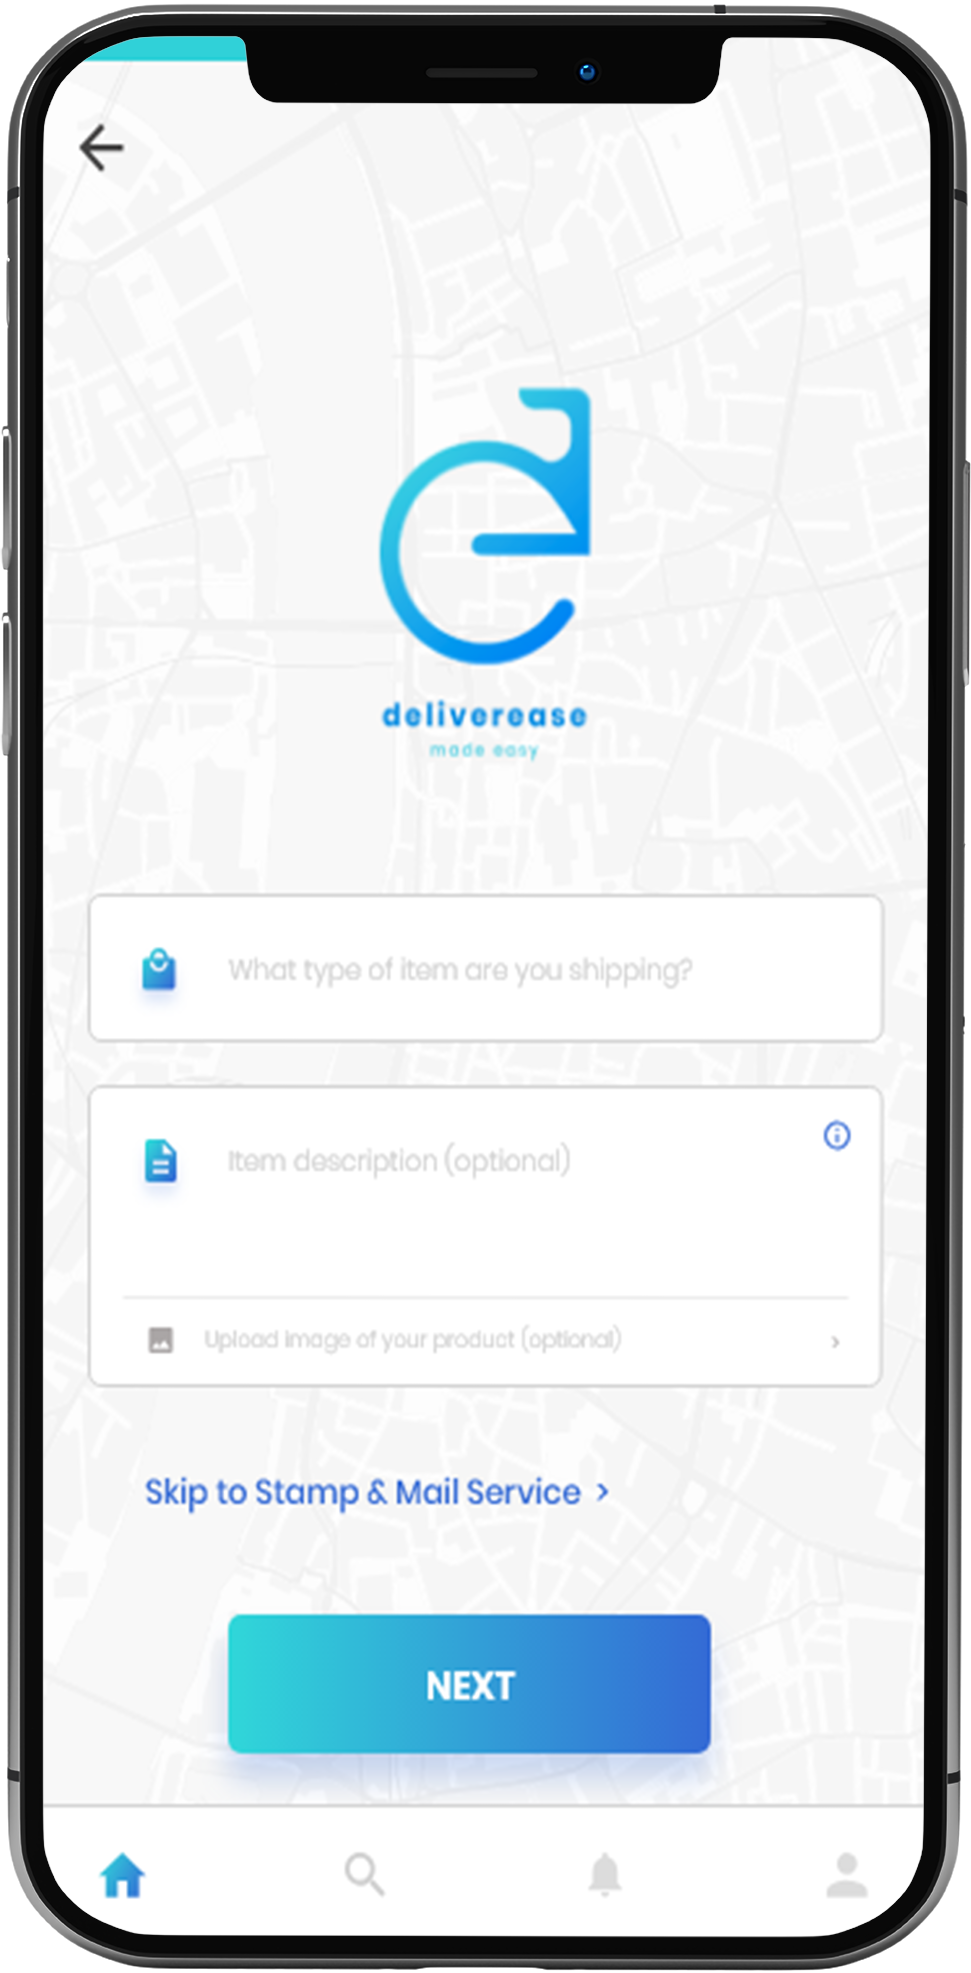 deliverease
made easy
What type of item are you shipping?
Item description (optional)
Upload image of your product (optional)
Skip to Stamp & Mail Service >
NEXT